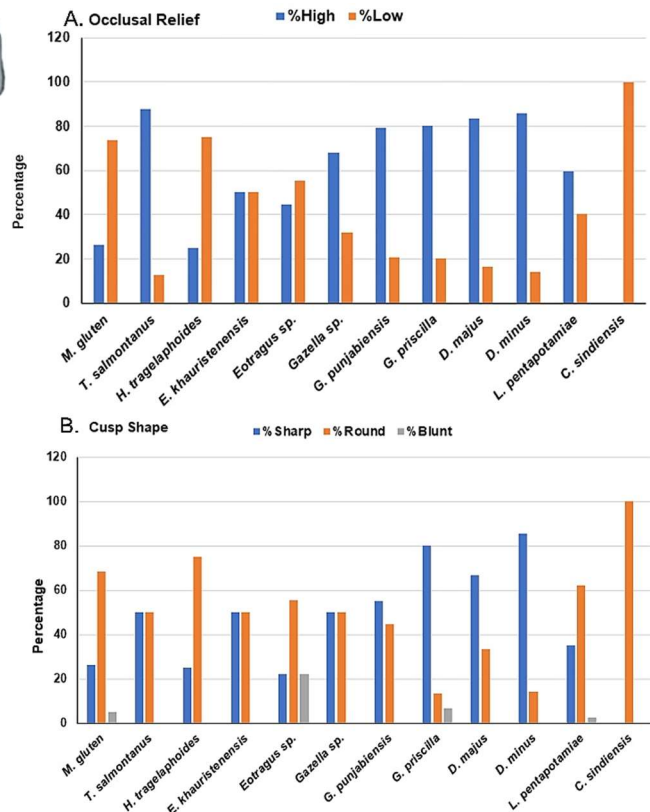 A. Occlusal Relief
%High %Low
120
100
80
60
40
20
0
Percentage
M. gluten
T. salmontanus
H. tragelaphoides
E. khauristenensis
Eotragus sp.
Gazella sp.
G. punjabiensis
G. priscilla
D. majus
D. minus
L. pentapotamiae
C. sindiensis
B. Cusp Shape
% Sharp % Round % Blunt
120
100
80
60
40
20
0
Percentage
M. gluten
T. salmontanus
H. tragelaphoides
E. khauristenensis
Eotragus sp.
Gazella sp.
G. punjabiensis
G. priscilla
D. majus
D. minus
L. pentapotamiae
C. sindiensis